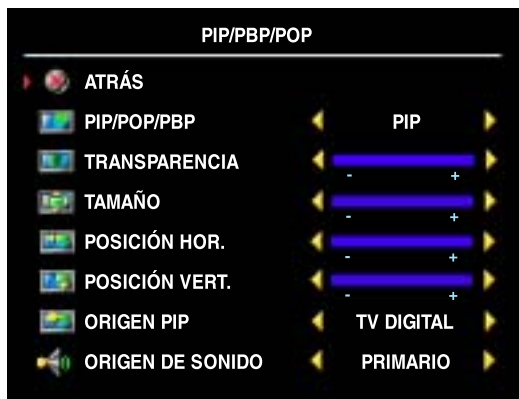 PIP/PBP/POP
ATRÁS
PIP/POP/PBP PIP
TRANSPARENCIA
- +
TAMAÑO
- +
POSICIÓN HOR.
- +
POSICIÓN VERT.
- +
ORIGEN PIP TV DIGITAL
ORIGEN DE SONIDO PRIMARIO